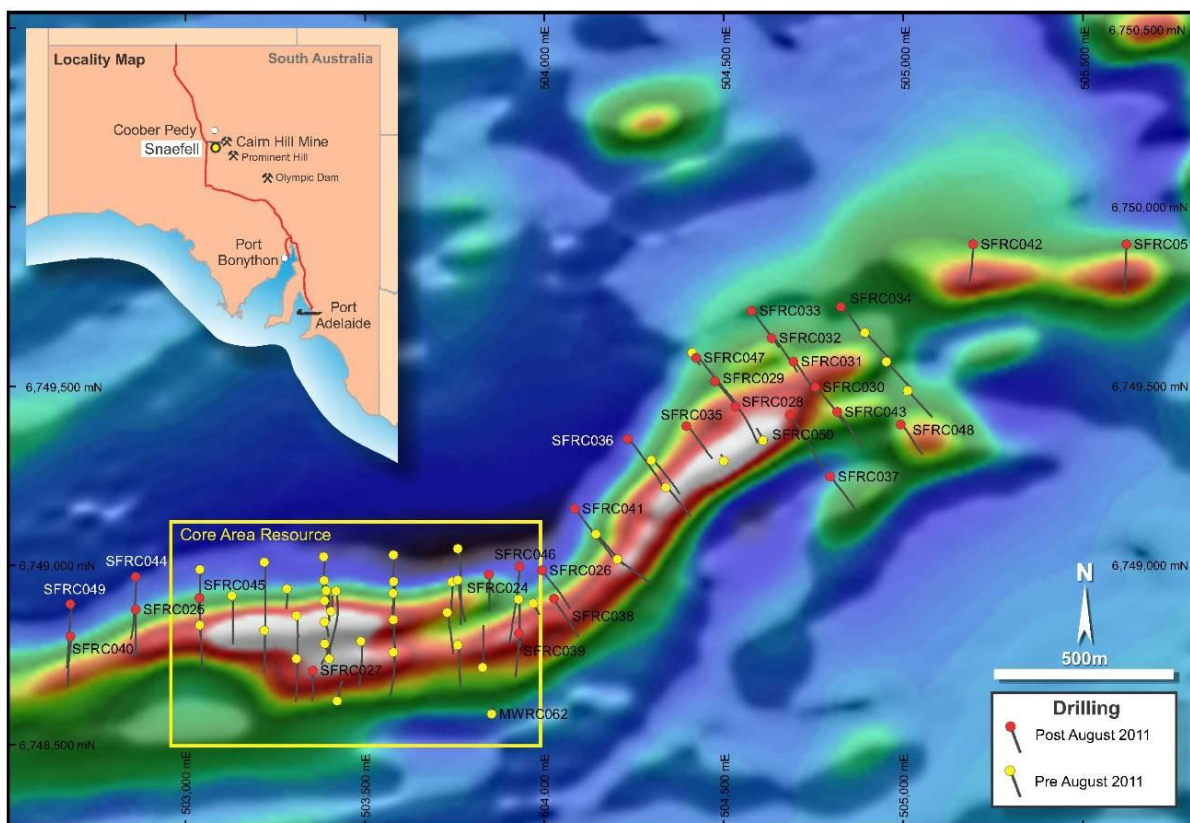 Locality Map
South Australia
Coober Pedy
Snaefell
Cairn Hill Mine
Prominent Hill
Olympic Dam
Port
Bonython
Port
Adelaide
504,000 mE
504,500 mE
505,000 mE
505,500 mE
6,750,500 mN
6,750,000 mN
SFRC042
SFRC05
SFRC034
SFRC033
SFRC032
SFRC047
SFRC031
6,749,500 mN
6,749,500 mN
SFRC029
SFRC030
SFRC028
SFRC043
SFRC035
SFRC048
SFRC036
SFRC050
SFRC037
SFRC041
Core Area Resource
SFRC044
SFRC046
SFRC026
6,749,000 mN
SFRC049
SFRC045
SFRC024
SFRC025
SFRC038
SFRC040
SFRC039
SFRC027
MWRC062
6,748,500 mN
N
500m
Drilling
Post August 2011
Pre August 2011
503,000 mE
503,500 mE
504,000 mE
504,500 mE
505,000 mE